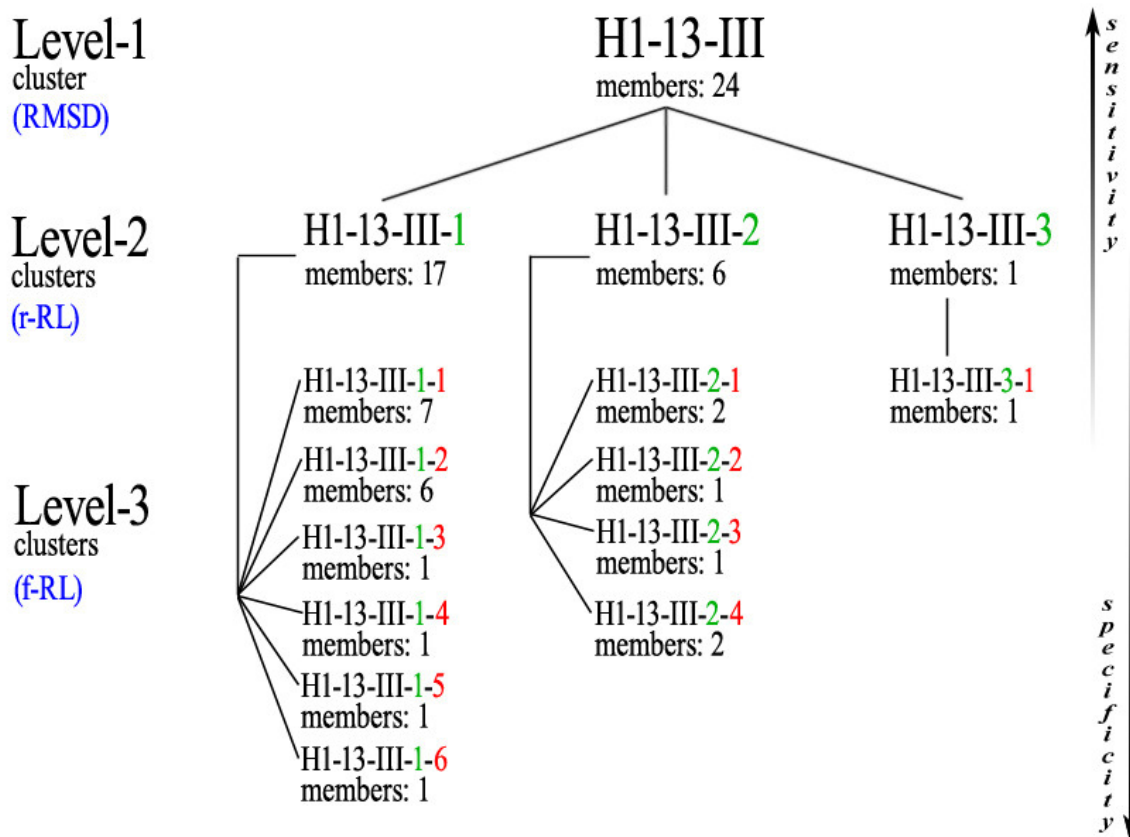 Level-1
cluster
(RMSD)
H1-13-III
members: 24
Level-2
clusters
(r-RL)
H1-13-III-1
members: 17
H1-13-III-2
members: 6
H1-13-III-3
members: 1
Level-3
clusters
(f-RL)
H1-13-III-1-1
members: 7
H1-13-III-1-2
members: 6
H1-13-III-1-3
members: 1
H1-13-III-1-4
members: 1
H1-13-III-1-5
members: 1
H1-13-III-1-6
members: 1
H1-13-III-2-1
members: 2
H1-13-III-2-2
members: 1
H1-13-III-2-3
members: 1
H1-13-III-2-4
members: 2
H1-13-III-3-1
members: 1
sensitivity
specificity